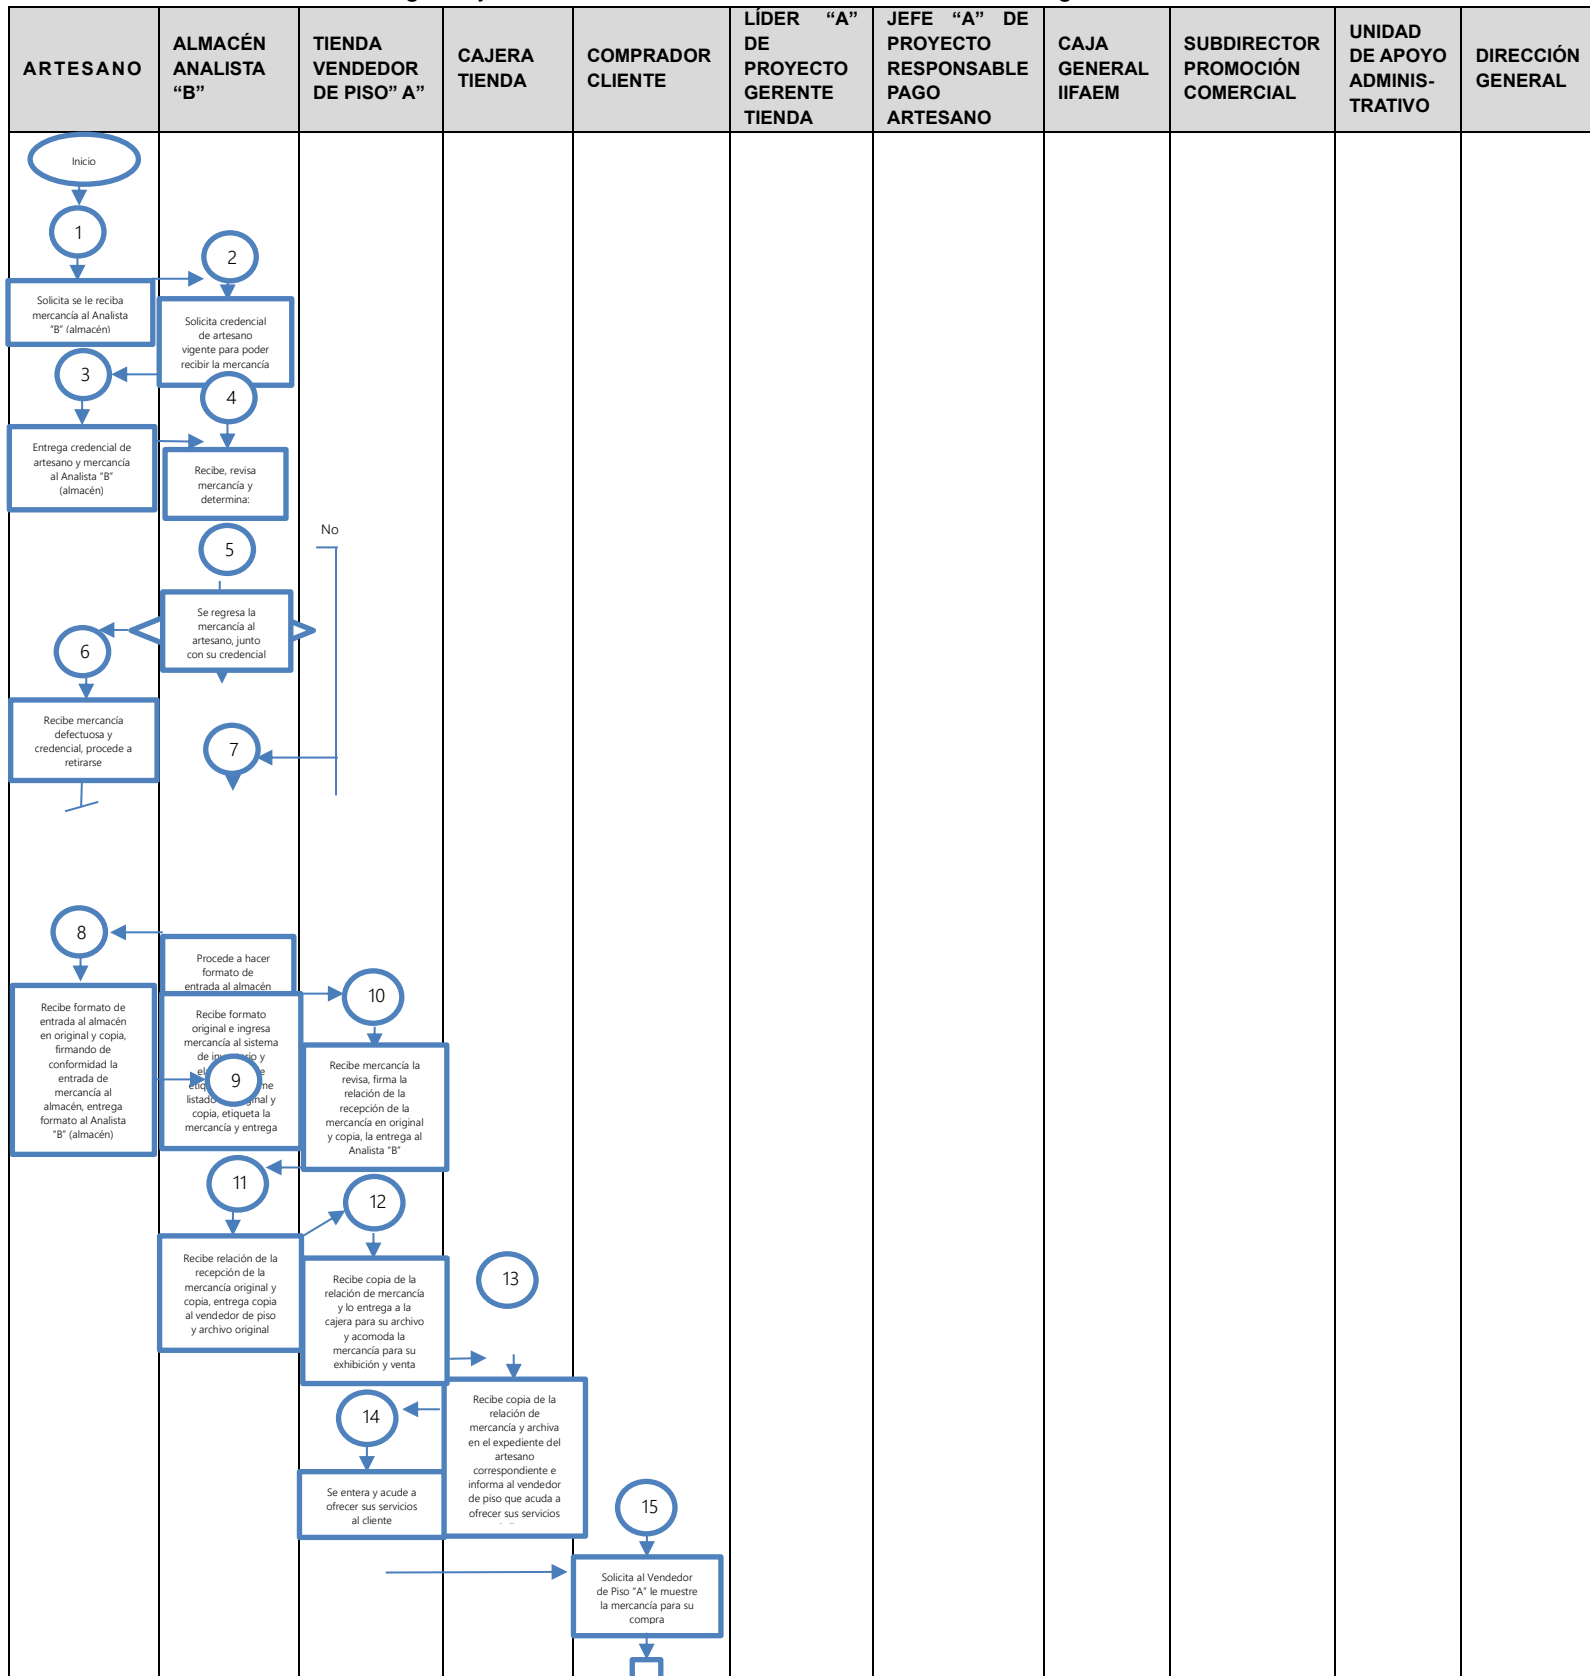 ARTESANO
ALMACÉN
ANALISTA
“B”
TIENDA
VENDEDOR
DE PISO” A”
CAJERA
TIENDA
COMPRADOR
CLIENTE
LÍDER “A”
DE
PROYECTO
GERENTE
TIENDA
JEFE “A” DE
PROYECTO
RESPONSABLE
PAGO
ARTESANO
CAJA
GENERAL
IIFAEM
SUBDIRECTOR
PROMOCIÓN
COMERCIAL
UNIDAD
DE APOYO
ADMINIS-
TRATIVO
DIRECCIÓN
GENERAL
Inicio
1
Solicita se le reciba
mercancía al Analista
“B” (almacén)
2
Solicita credencial
de artesano
vigente para poder
recibir la mercancía
3
Entrega credencial de
artesano y mercancía
al Analista “B”
(almacén)
4
Recibe, revisa
mercancía y
determina:
No
5
Se regresa la
mercancía al
artesano, junto
con su credencial
6
Recibe mercancía
defectuosa y
credencial, procede a
retirarse
7
8
Procede a hacer
formato de
entrada al almacén
Recibe formato de
entrada al almacén
en original y copia,
firmando de
conformidad la
entrada de
mercancía al
almacén, entrega
formato al Analista
“B” (almacén)
Recibe formato
original e ingresa
mercancía al sistema
de y
9
listado y
copia, etiqueta la
mercancía y entrega
10
Recibe mercancía la
revisa, firma la
relación de la
recepción de la
mercancía en original
y copia, la entrega al
Analista “B”
11
Recibe relación de la
recepción de la
mercancía original y
copia, entrega copia
al vendedor de piso
y archivo original
12
Recibe copia de la
relación de mercancía
y lo entrega a la
cajera para su archivo
y acomoda la
mercancía para su
exhibición y venta
13
Recibe copia de la
relación de
mercancía y archiva
en el expediente del
artesano
correspondiente e
informa al vendedor
de piso que acuda a
ofrecer sus servicios
14
Se entera y acude a
ofrecer sus servicios
al cliente
15
Solicita al Vendedor
de Piso “A” le muestre
la mercancía para su
compra